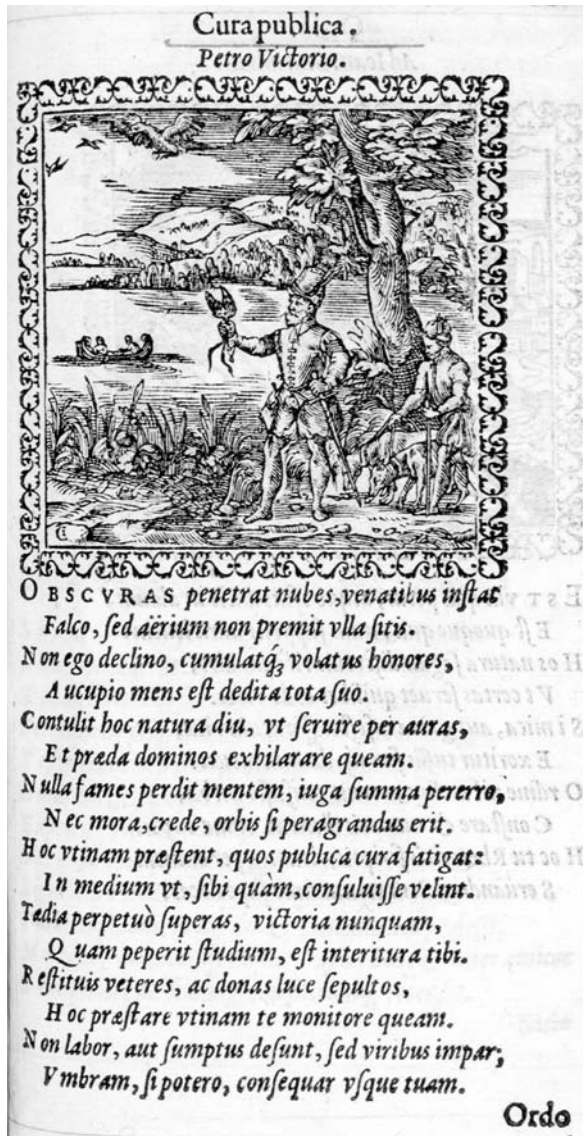 Cura publica.
Petro Victorio.
OBSCVRAS penetrat nubes, venatibus instat
Falco, sed aërium non premit vlla sitis.
Non ego declino, cumulatq́ꝫ volatus honores,
Aucupio mens est dedita tota suo.
Contulit hoc natura diu, vt seruire per auras,
Et præda dominos exhilarare queam.
Nulla fames perdit mentem, iuga summa pererro,
Nec mora, crede, orbis si peragrandus erit.
Hoc vtinam præstent, quos publica cura fatigat:
In medium vt, sibi quàm, consuluisse velint.
Tædia perpetuò superas, victoria nunquam,
Quam peperit studium, est interitura tibi.
Restituis veteres, ac donas luce sepultos,
Hoc præstare vtinam te monitore queam.
Non labor, aut sumptus desunt, sed viribus impar,
Vmbram, si potero, consequar vsque tuam.
Ordo